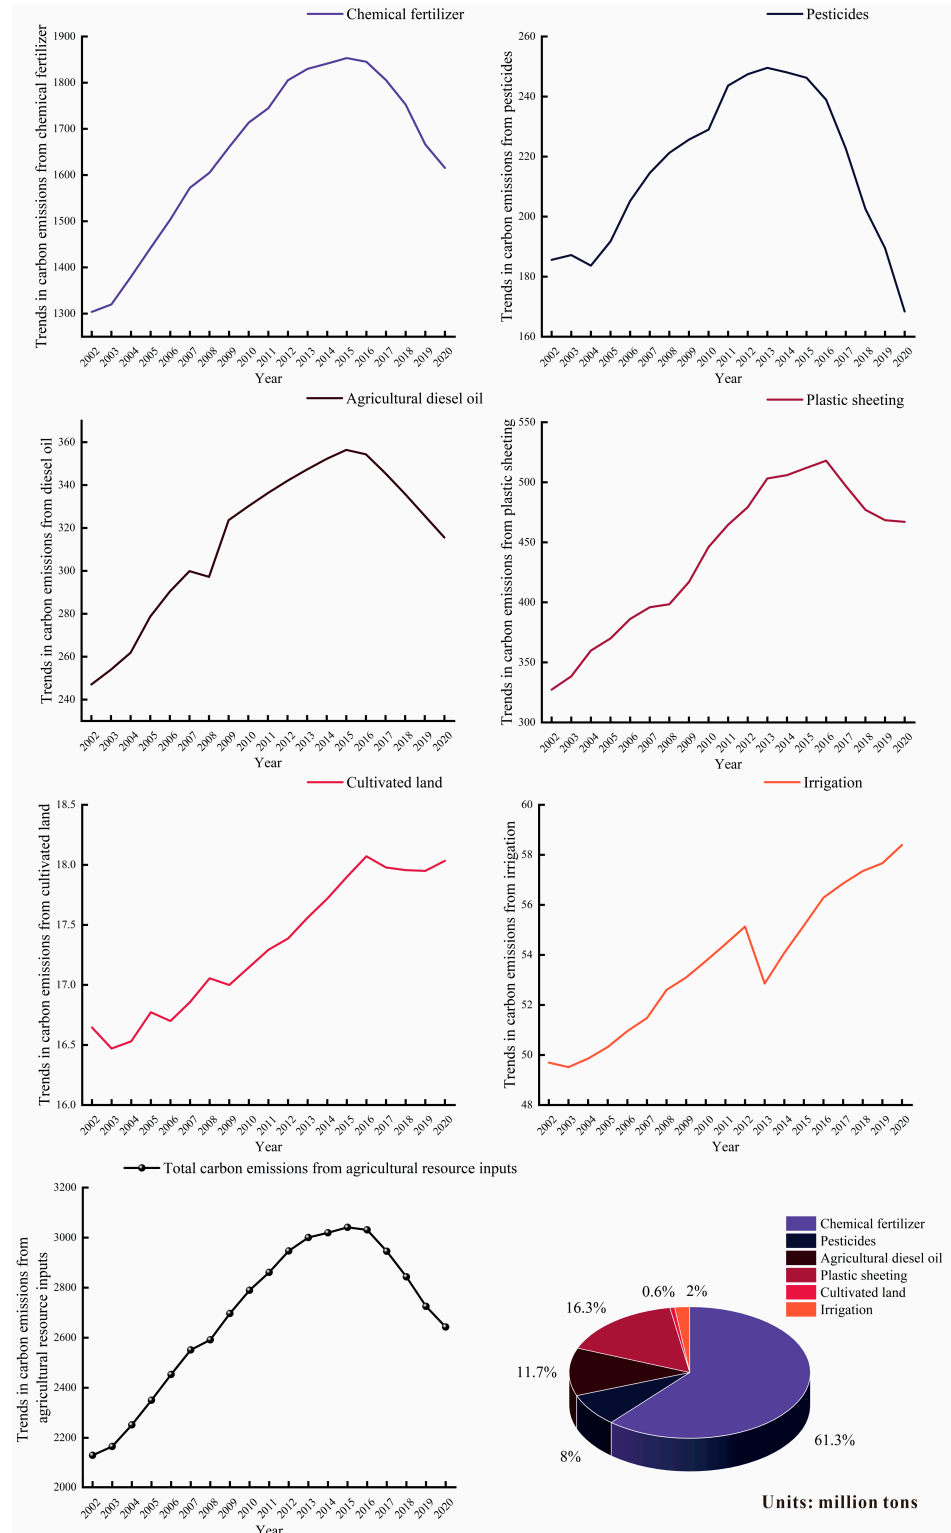 Chemical fertilizer
Trends in carbon emissions from chemical fertilizer
1900
1800
1700
1600
1500
1400
1300
2002 2003 2004 2005 2006 2007 2008 2009 2010 2011 2012 2013 2014 2015 2016 2017 2018 2019 2020
Year
Pesticides
Trends in carbon emissions from pesticides
260
240
220
200
180
160
2002 2003 2004 2005 2006 2007 2008 2009 2010 2011 2012 2013 2014 2015 2016 2017 2018 2019 2020
Year
Agricultural diesel oil
Trends in carbon emissions from diesel oil
360
340
320
300
280
260
240
2002 2003 2004 2005 2006 2007 2008 2009 2010 2011 2012 2013 2014 2015 2016 2017 2018 2019 2020
Year
Plastic sheeting
Trends in carbon emissions from plastic sheeting
550
500
450
400
350
300
2002 2003 2004 2005 2006 2007 2008 2009 2010 2011 2012 2013 2014 2015 2016 2017 2018 2019 2020
Year
Cultivated land
Trends in carbon emissions from cultivated land
18.5
18.0
17.5
17.0
16.5
16.0
2002 2003 2004 2005 2006 2007 2008 2009 2010 2011 2012 2013 2014 2015 2016 2017 2018 2019 2020
Year
Irrigation
Trends in carbon emissions from irrigation
60
58
56
54
52
50
48
2002 2003 2004 2005 2006 2007 2008 2009 2010 2011 2012 2013 2014 2015 2016 2017 2018 2019 2020
Year
Total carbon emissions from agricultural resource inputs
Trends in carbon emissions from
agricultural resource inputs
3200
3000
2800
2600
2400
2200
2000
2002 2003 2004 2005 2006 2007 2008 2009 2010 2011 2012 2013 2014 2015 2016 2017 2018 2019 2020
Year
Chemical fertilizer
Pesticides
Agricultural diesel oil
Plastic sheeting
Cultivated land
Irrigation
0.6% 2%
16.3%
11.7%
61.3%
8%
Units: million tons